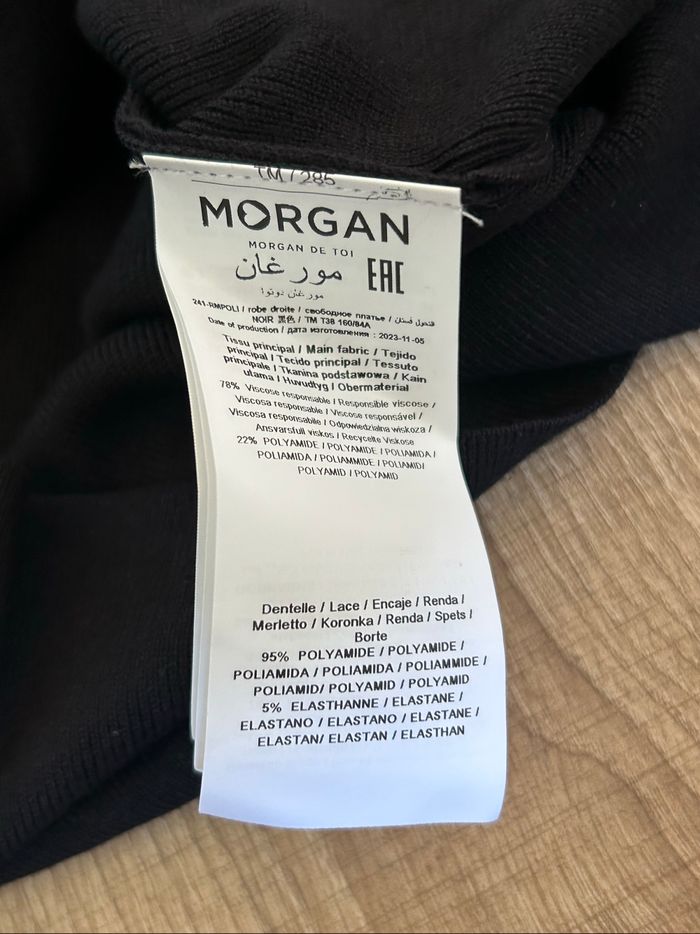 TM / 285
MORGAN
MORGAN DE TOI
مورغان EAC
مورغن دوتوا
241-RMPOLI / robe droite / свободное платье / فنحول فستان
NOIR 黑色 / TM T38 160/84A
Date of production / дата изготовления : 2023-11-05
Tissu principal / Main fabric / Tejido
principal / Tecido principal / Tessuto
principale / Tkanina podstawowa / Kain
utama / Huvudtyg / Obermaterial
78% Viscose responsable / Responsible viscose /
Viscosa responsable / Viscose responsável /
Viscosa responsabile / Odpowiedzialna wiskoza /
Ansvarsfull viskos / Recycelte Viskose
22% POLYAMIDE / POLYAMIDE / POLIAMIDA /
POLIAMIDA / POLIAMMIDE / POLIAMID/
POLYAMID / POLYAMID
Dentelle / Lace / Encaje / Renda /
Merletto / Koronka / Renda / Spets /
Borte
95% POLYAMIDE / POLYAMIDE /
POLIAMIDA / POLIAMIDA / POLIAMMIDE /
POLIAMID/ POLYAMID / POLYAMID
5% ELASTHANNE / ELASTANE /
ELASTANO / ELASTANO / ELASTANE /
ELASTAN/ ELASTAN / ELASTHAN